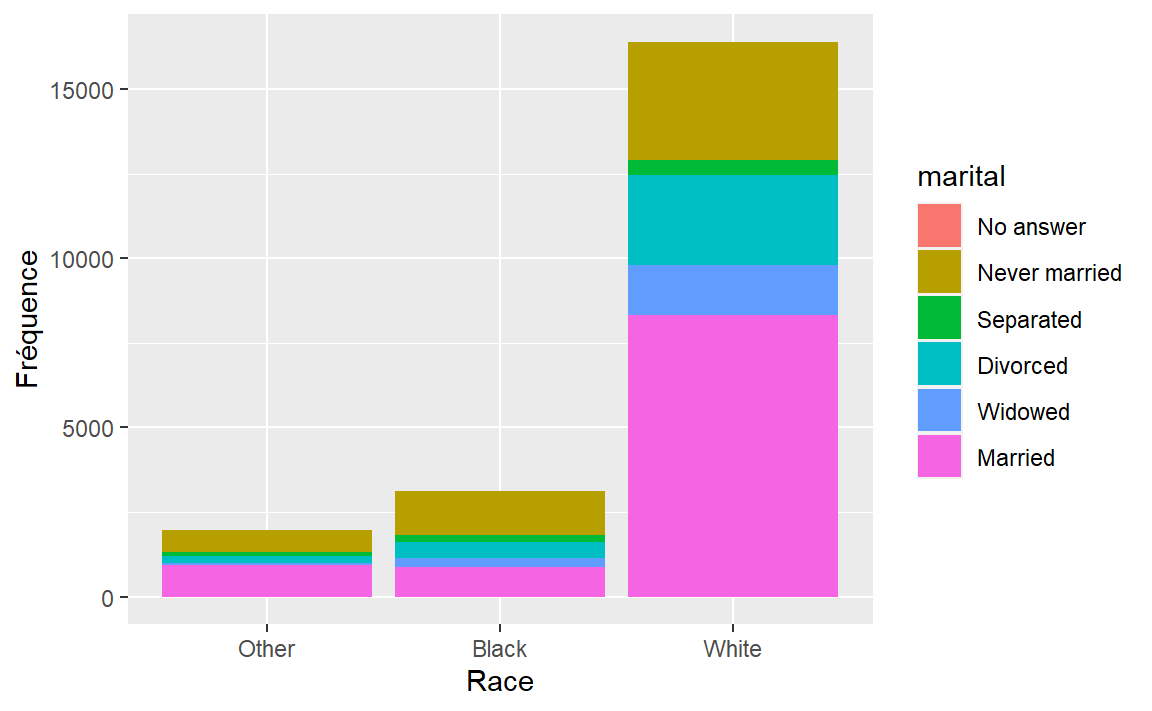 15000
10000
5000
0
Fréquence
Other Black White
Race
marital
No answer
Never married
Separated
Divorced
Widowed
Married